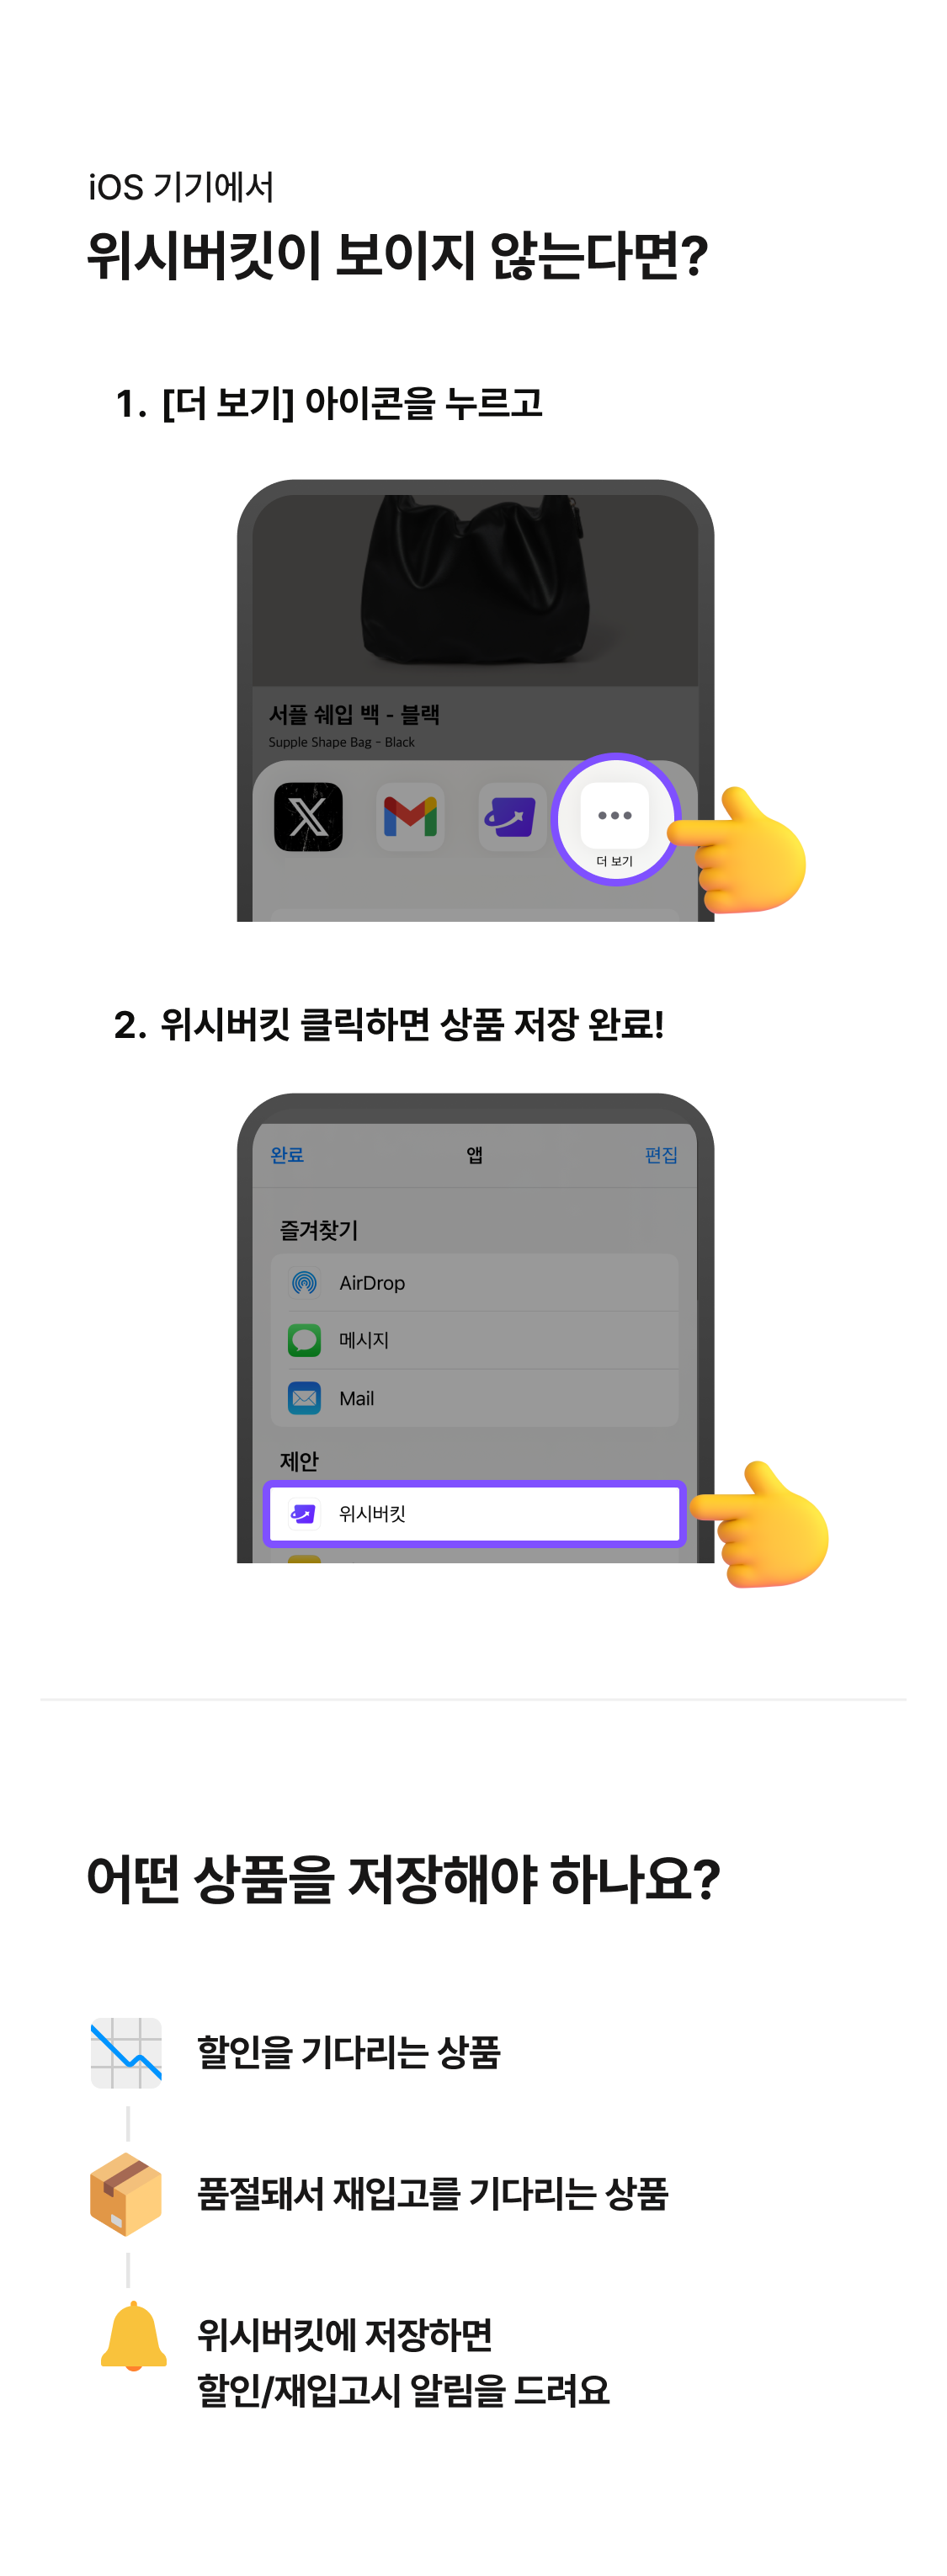 iOS 기기에서
위시버킷이 보이지 않는다면?
1. [더 보기] 아이콘을 누르고
서플 쉐입 백 - 블랙
Supple Shape Bag - Black
더 보기
2. 위시버킷 클릭하면 상품 저장 완료!
완료 앱 편집
즐겨찾기
AirDrop
메시지
Mail
제안
위시버킷
어떤 상품을 저장해야 하나요?
할인을 기다리는 상품
품절돼서 재입고를 기다리는 상품
위시버킷에 저장하면
할인/재입고시 알림을 드려요